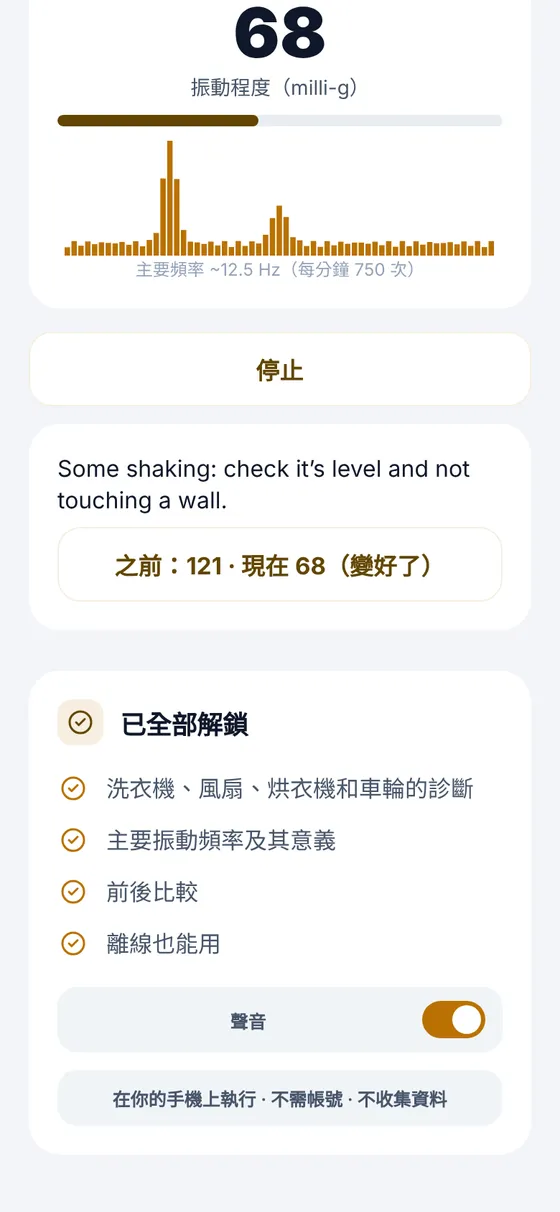 68
振動程度（milli-g）
主要頻率 ~12.5 Hz（每分鐘 750 次）
停止
Some shaking: check it’s level and not
touching a wall.
之前：121 · 現在 68（變好了）
已全部解鎖
洗衣機、風扇、烘衣機和車輪的診斷
主要振動頻率及其意義
前後比較
離線也能用
聲音
在你的手機上執行 · 不需帳號 · 不收集資料